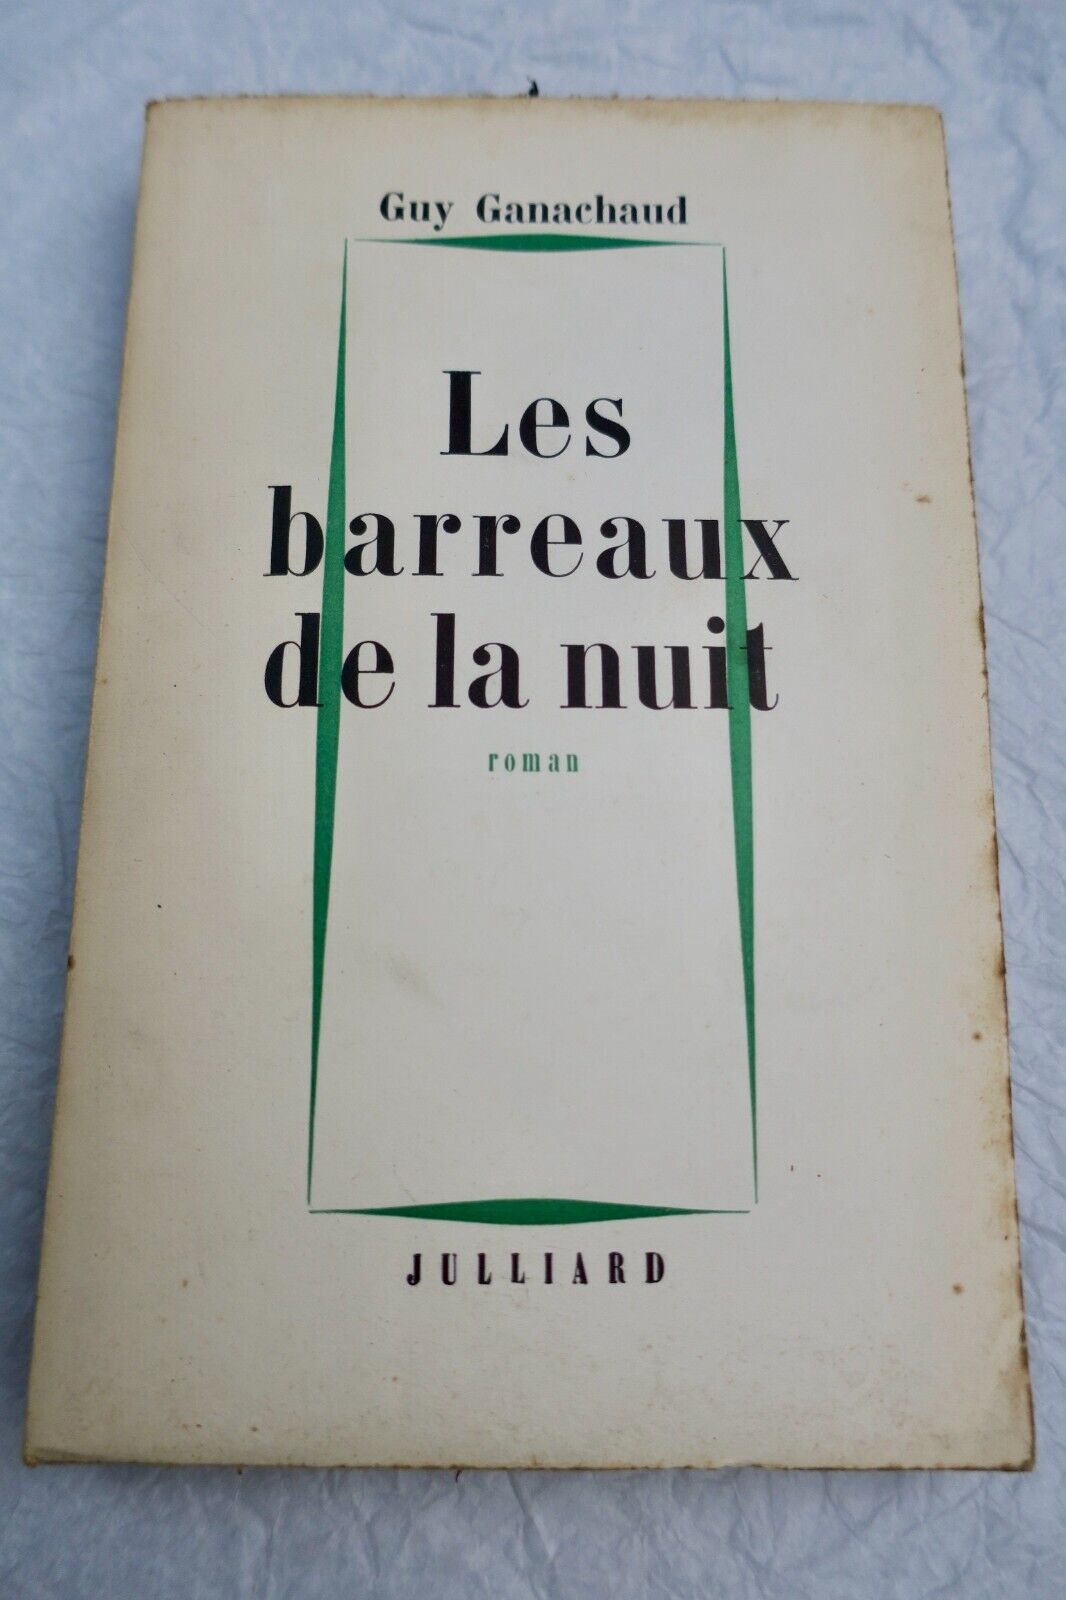 Guy Ganachaud
Les
barreaux
de la nuit
roman
JULLIARD